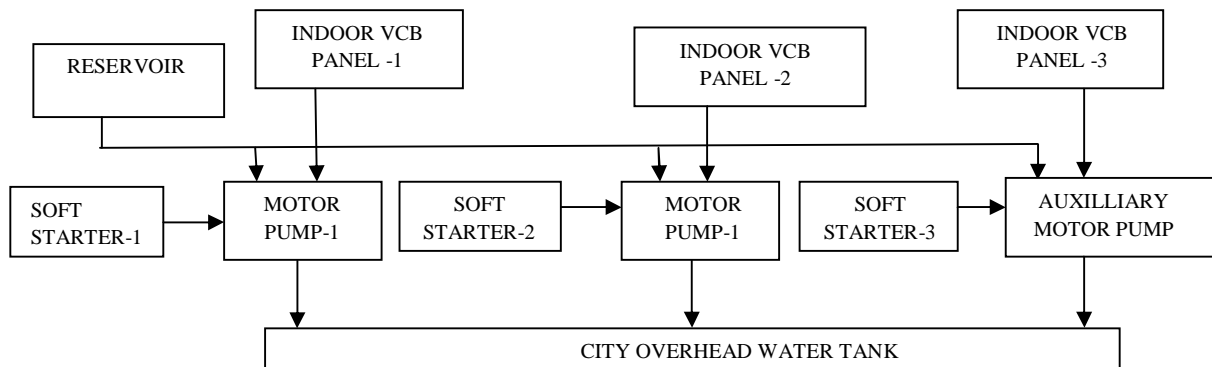 RESERVOIR
INDOOR VCB
PANEL -1
INDOOR VCB
PANEL -2
INDOOR VCB
PANEL -3
SOFT
STARTER-1
MOTOR
PUMP-1
SOFT
STARTER-2
MOTOR
PUMP-1
SOFT
STARTER-3
AUXILLIARY
MOTOR PUMP
CITY OVERHEAD WATER TANK